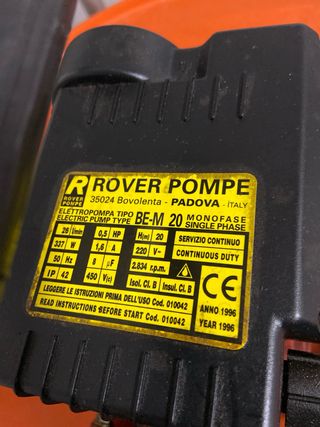 R ROVER POMPE
ROVER POMPE
35024 Bovolenta - PADOVA - ITALY
ELETTROPOMPA TIPO
ELECTRIC PUMP TYPE
BE-M 20
MONOFASE
SINGLE PHASE
26 l/min 0,5 HP H(m) 20 SERVIZIO CONTINUO
337 W 1,6 A 220 V~ CONTINUOUS DUTY
50 Hz 8 µF 2.834 r.p.m.
IP 42 450 V(c) Isol. Cl. B Insul. Cl. B
CE
LEGGERE LE ISTRUZIONI PRIMA DELL'USO Cod. 010042
READ INSTRUCTIONS BEFORE START Cod. 010042
ANNO 1996
YEAR 1996